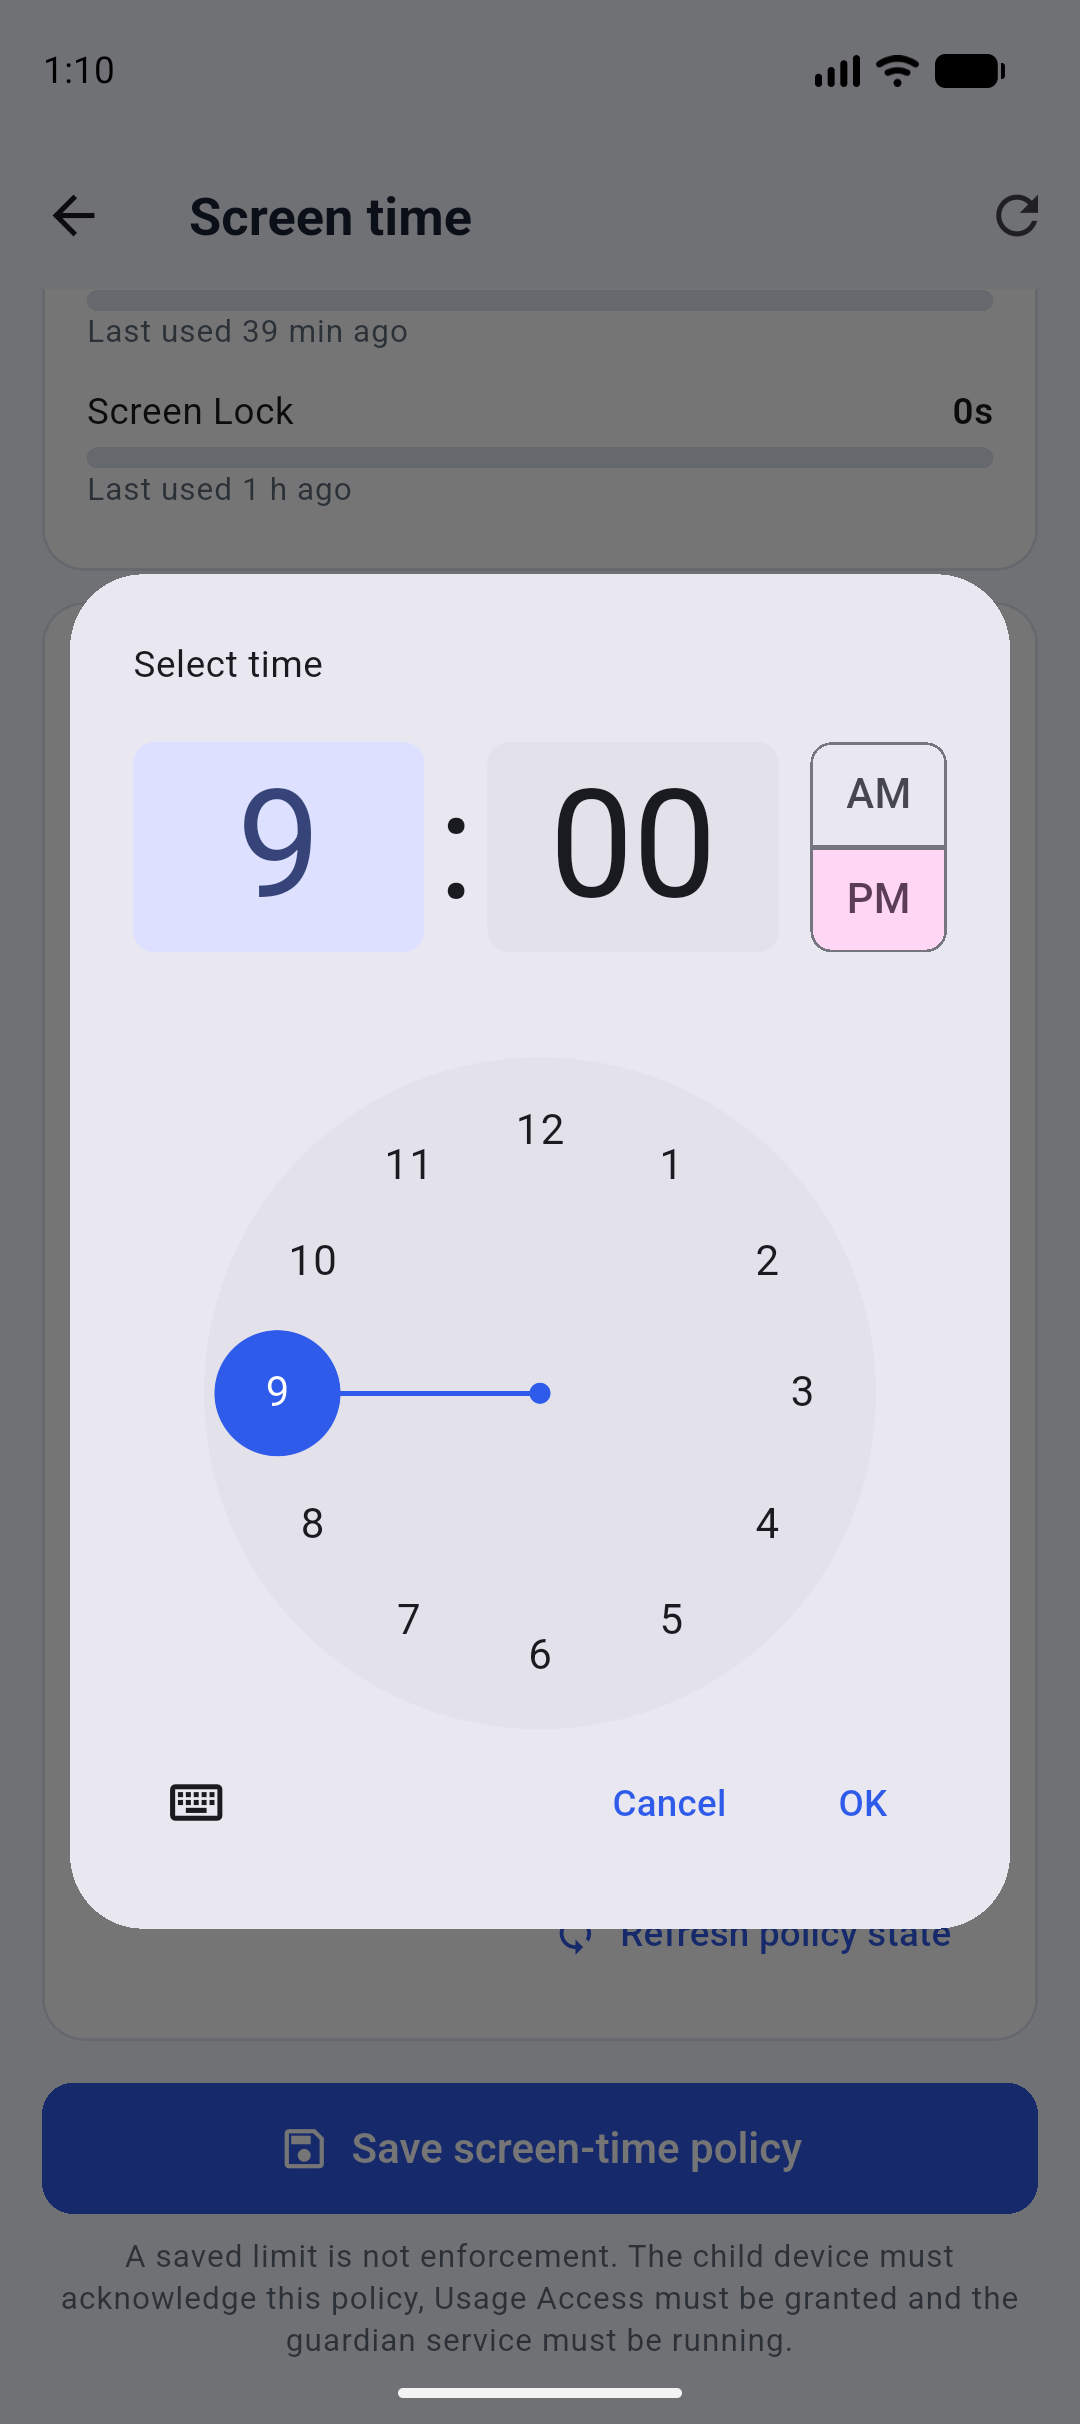 1:10
Screen time
Last used 39 min ago
Screen Lock 0s
Last used 1 h ago
Select time
9 : 00 AM
PM
12
11 1
10 2
9 3
8 4
7 5
6
Cancel OK
Refresh policy state
Save screen-time policy
A saved limit is not enforcement. The child device must
acknowledge this policy, Usage Access must be granted and the
guardian service must be running.